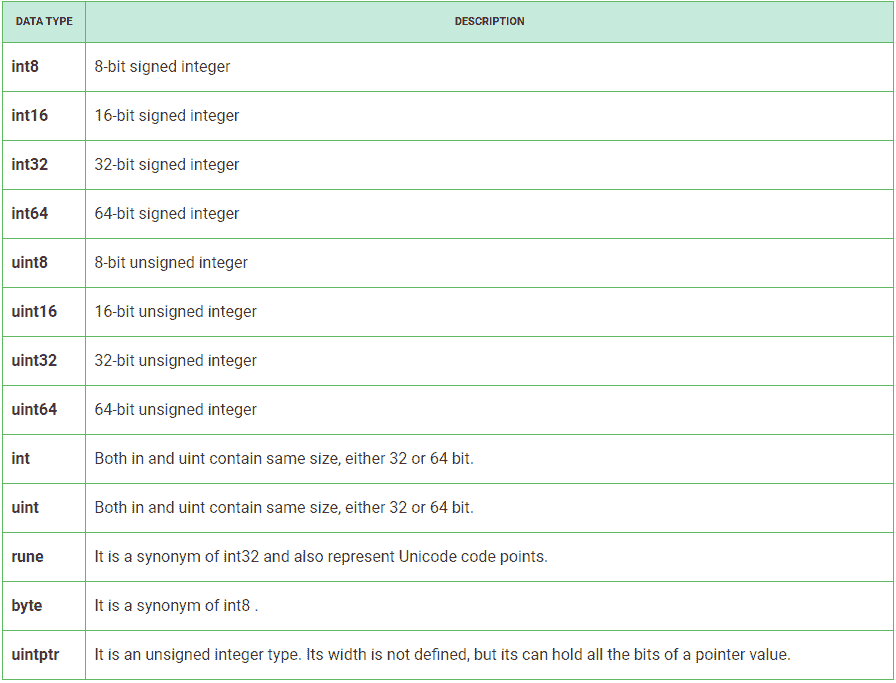 DATA TYPE DESCRIPTION
int8 8-bit signed integer
int16 16-bit signed integer
int32 32-bit signed integer
int64 64-bit signed integer
uint8 8-bit unsigned integer
uint16 16-bit unsigned integer
uint32 32-bit unsigned integer
uint64 64-bit unsigned integer
int Both in and uint contain same size, either 32 or 64 bit.
uint Both in and uint contain same size, either 32 or 64 bit.
rune It is a synonym of int32 and also represent Unicode code points.
byte It is a synonym of int8 .
uintptr It is an unsigned integer type. Its width is not defined, but its can hold all the bits of a pointer value.